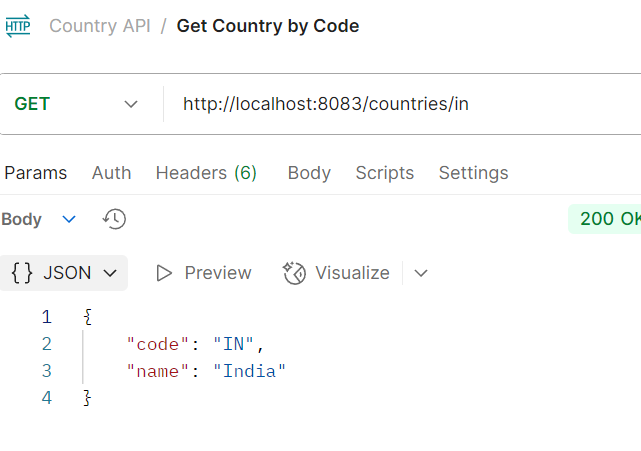 HTTP Country API / Get Country by Code
GET http://localhost:8083/countries/in
Params Auth Headers (6) Body Scripts Settings
Body 200 OK
{} JSON Preview Visualize
1 {
2 "code": "IN",
3 "name": "India"
4 }